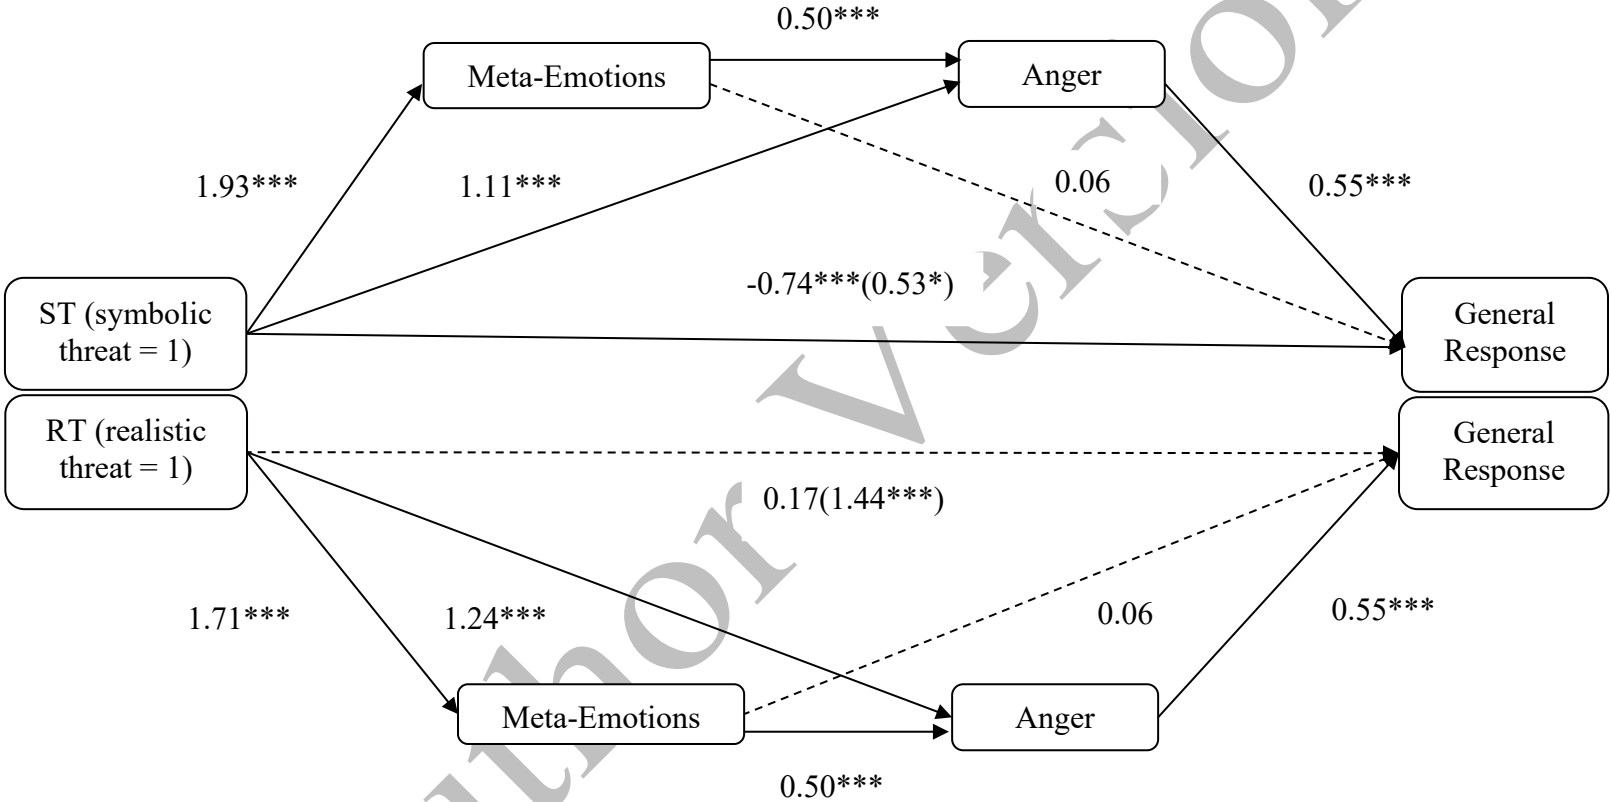 0.50***
Meta-Emotions
Anger
1.93***
1.11***
0.06
0.55***
-0.74***(0.53*)
ST (symbolic
threat = 1)
General
Response
RT (realistic
threat = 1)
General
Response
0.17(1.44***)
1.71***
1.24***
0.06
0.55***
Meta-Emotions
Anger
0.50***
Author Version